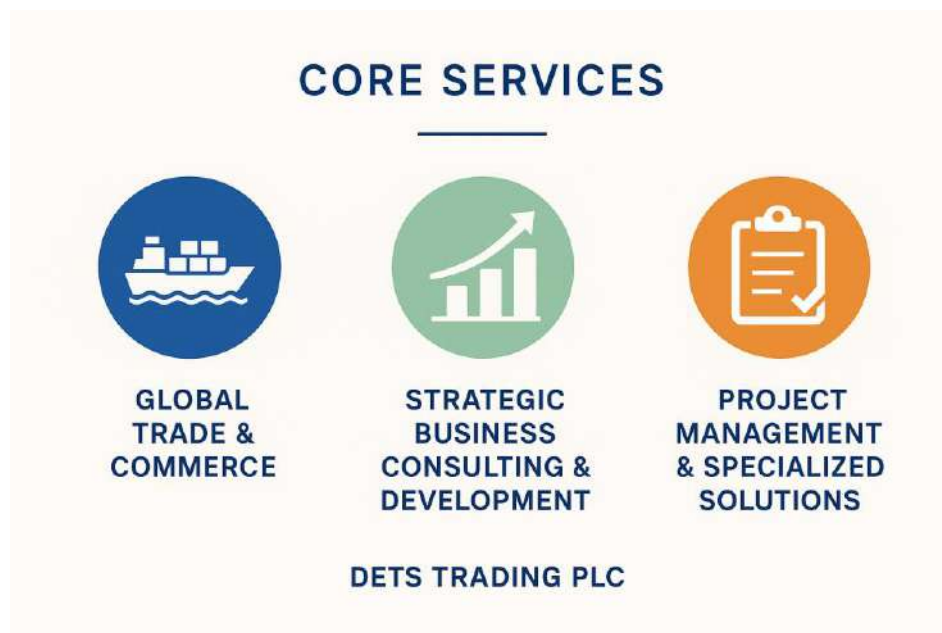 CORE SERVICES
GLOBAL
TRADE &
COMMERCE
STRATEGIC
BUSINESS
CONSULTING &
DEVELOPMENT
PROJECT
MANAGEMENT
& SPECIALIZED
SOLUTIONS
DETS TRADING PLC